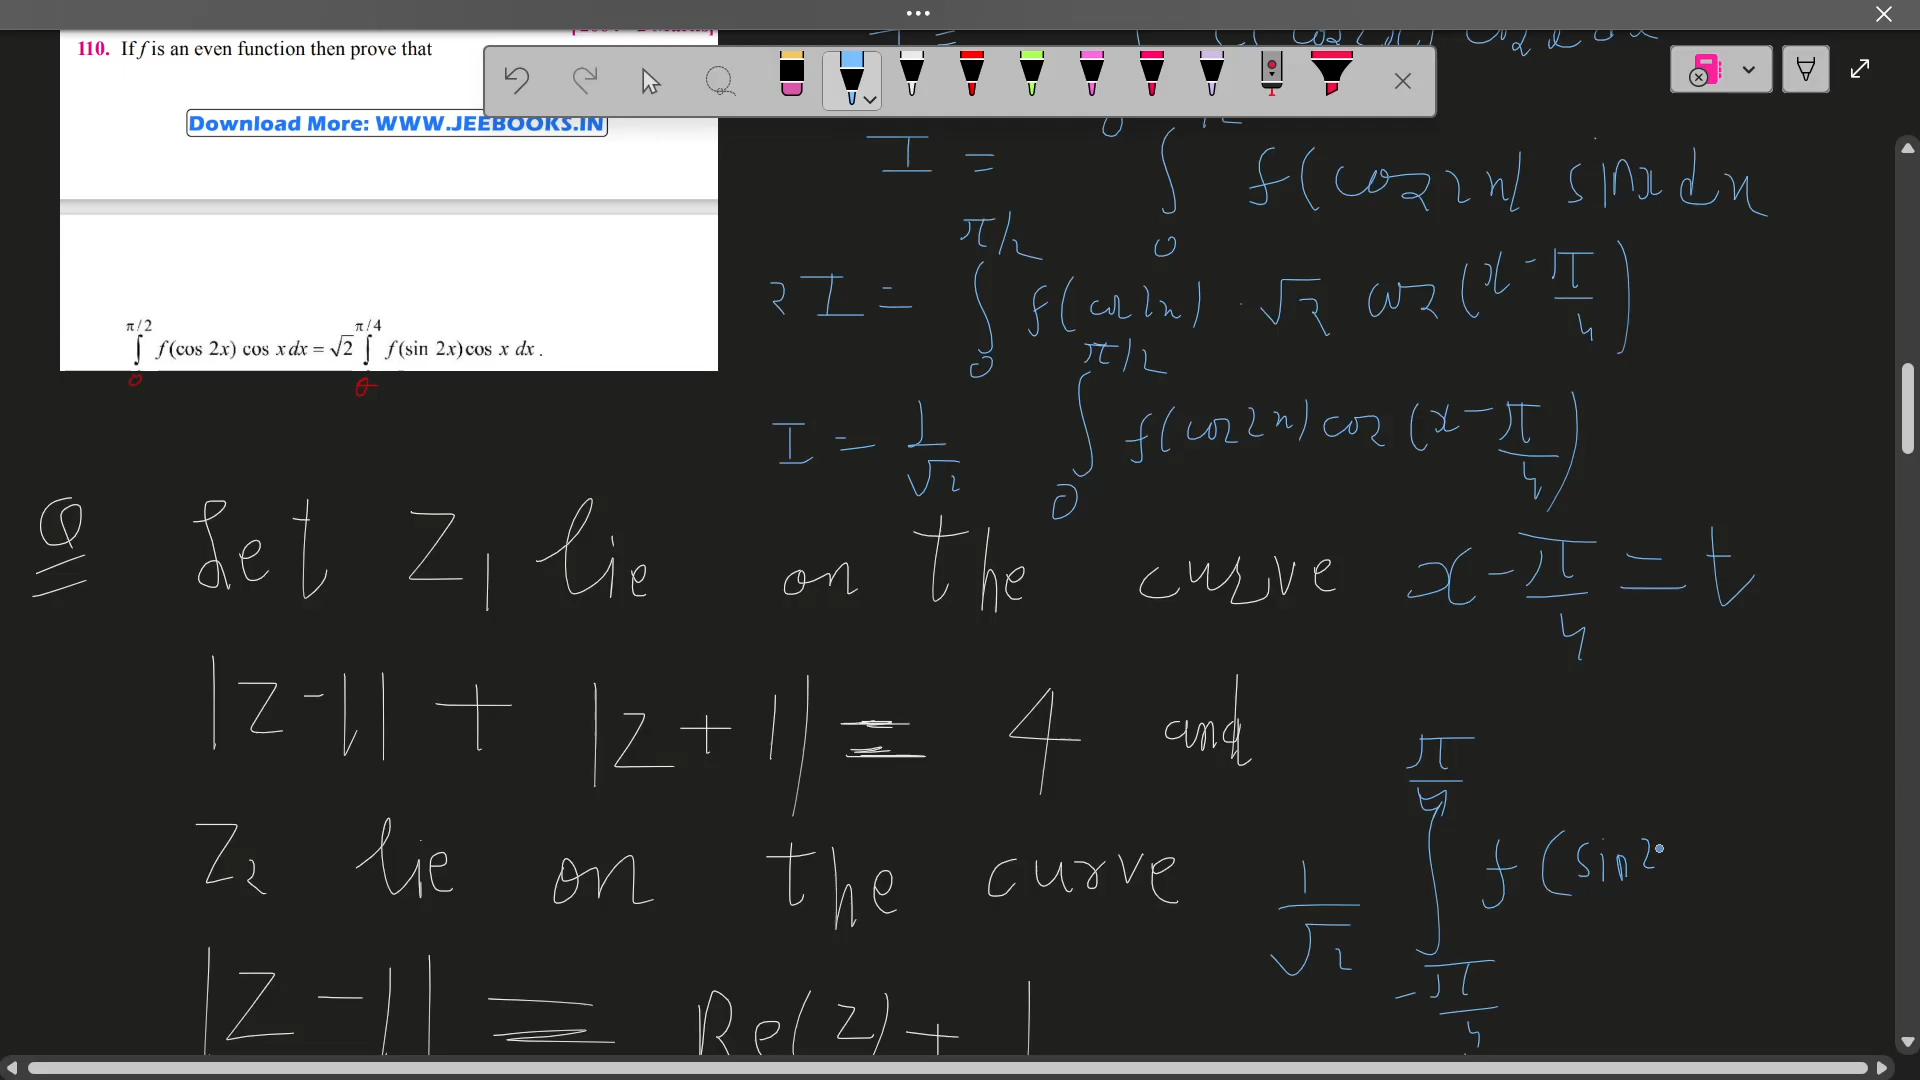 110. If f is an even function then prove that
Download More: WWW.JEEBOOKS.IN
∫₀^{π/2} f(cos 2x) cos x dx = √2 ∫₀^{π/4} f(sin 2x) cos x dx .
I = ∫₀ f(cos2x) sinx dx
2I = ∫₀^{π/2} f(cos2x) · √2 cos(x - π/4)
I = 1/√2 ∫₀^{π/2} f(cos2x) cos(x - π/4)
x - π/4 = t
1/√2 ∫_{-π/4}^{π/4} f(sin2
Q Let Z₁ lie on the curve
|Z-1| + |Z+1| = 4 and
Z₂ lie on the curve
|Z-1| = Re(Z)+1